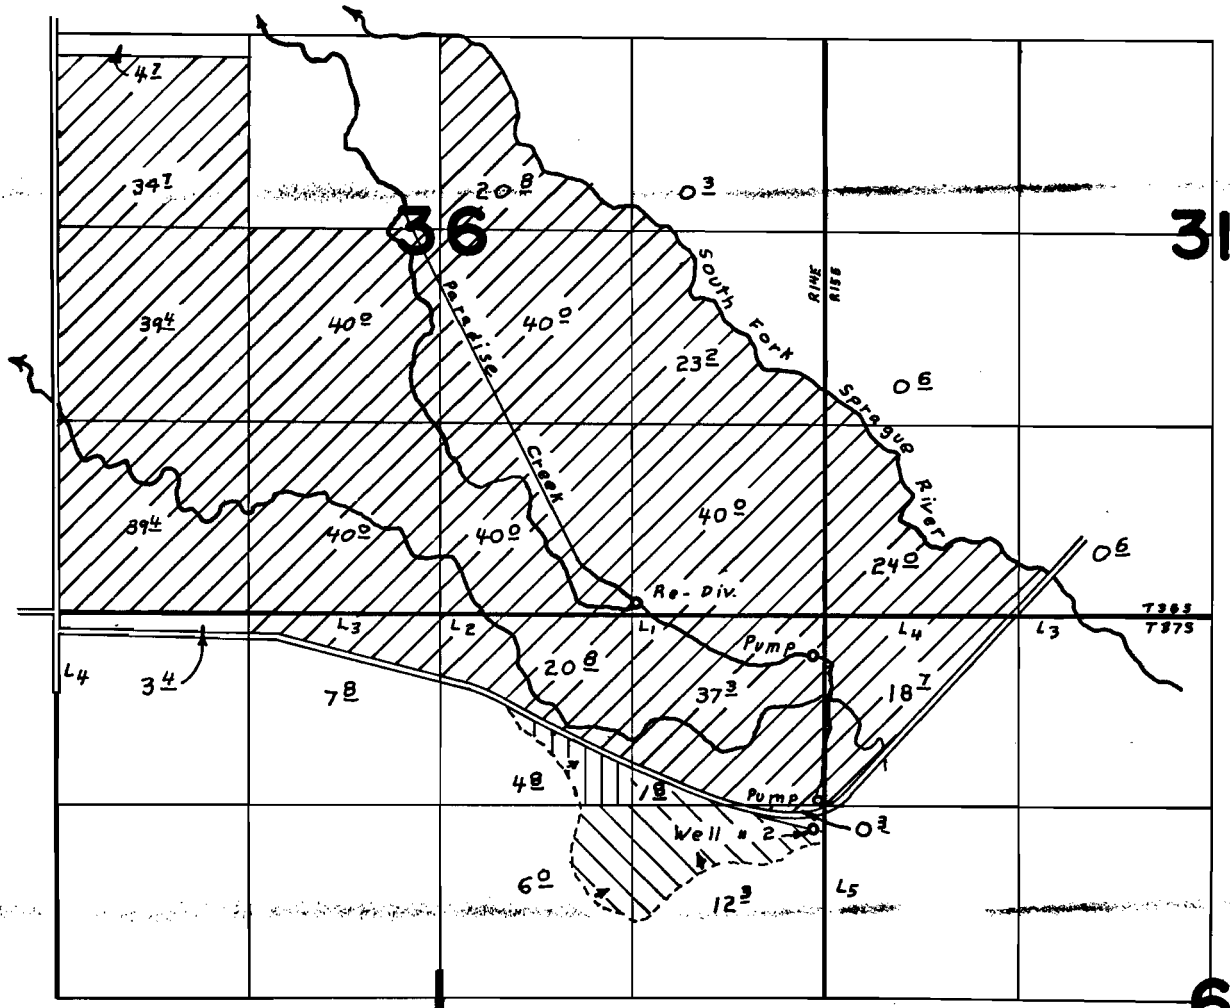 4 7
34 7
20 8
0 3
36
31
South Fork Sprague River
R14E
R15E
Paradise Creek
39 4
40 0
40 0
23 2
0 6
39 4
40 0
40 0
40 0
24 0
0 6
Re-Div.
T36S
T37S
L3
L2
L1
L4
L3
Pump
L4
3 4
7 8
20 8
37 3
18 7
4 8
1 8
Pump
Well # 2
0 3
6 0
12 3
L5
1
6